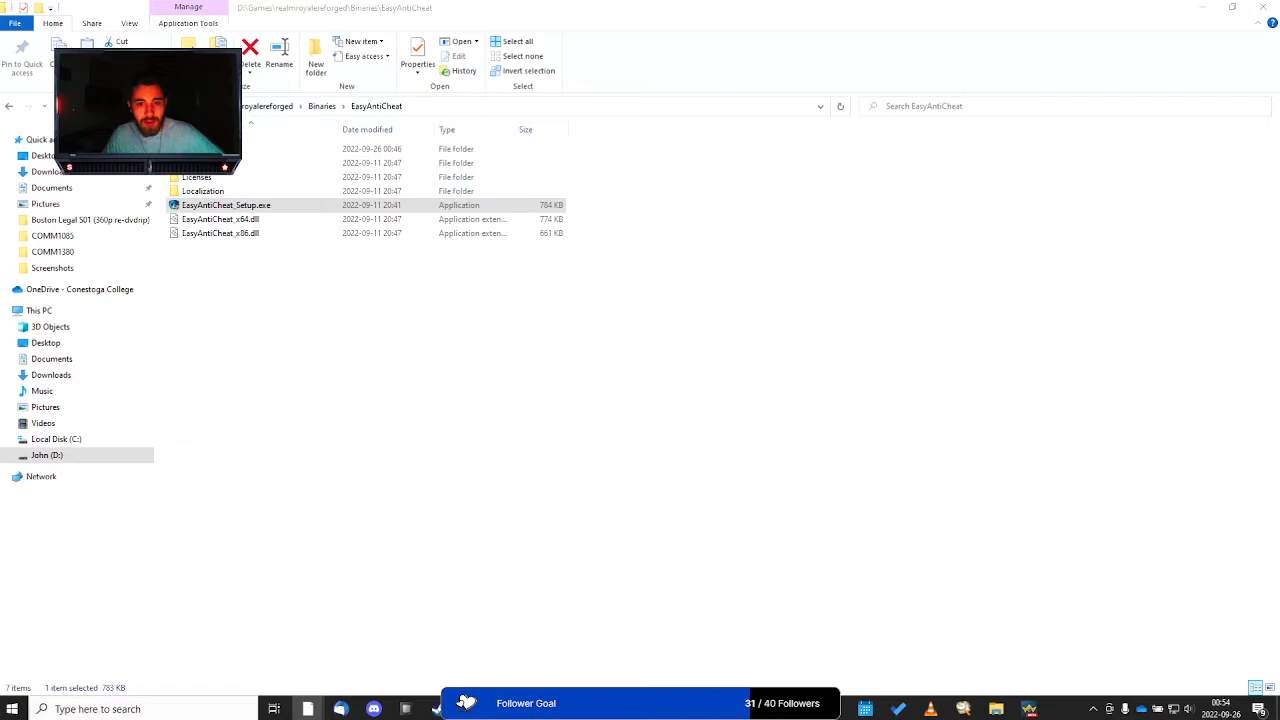 Manage
D:\Games\realmroyalereforged\Binaries\EasyAntiCheat
File
Home
Share
View
Application Tools
Pin to Quick access
Cut
Delete
Rename
New folder
New item
Easy access
New
Properties
Open
Edit
History
Open
Select all
Select none
Invert selection
Select
royalereforged
Binaries
EasyAntiCheat
Search EasyAntiCheat
Date modified
Type
Size
2022-09-26 00:46
File folder
2022-09-11 20:47
File folder
Licenses
2022-09-11 20:47
File folder
Localization
2022-09-11 20:47
File folder
EasyAntiCheat_Setup.exe
2022-09-11 20:41
Application
784 KB
EasyAntiCheat_x64.dll
2022-09-11 20:47
Application exten...
774 KB
EasyAntiCheat_x86.dll
2022-09-11 20:47
Application exten...
661 KB
Quick a
Deskto
Downlo
Documents
Pictures
Boston Legal S01 (360p re-dvdrip)
COMM1085
COMM1380
Screenshots
OneDrive - Conestoga College
This PC
3D Objects
Desktop
Documents
Downloads
Music
Pictures
Videos
Local Disk (C:)
John (D:)
Network
7 items
1 item selected 783 KB
Type here to search
Follower Goal
31 / 40 Followers
00:54
2022-09-26